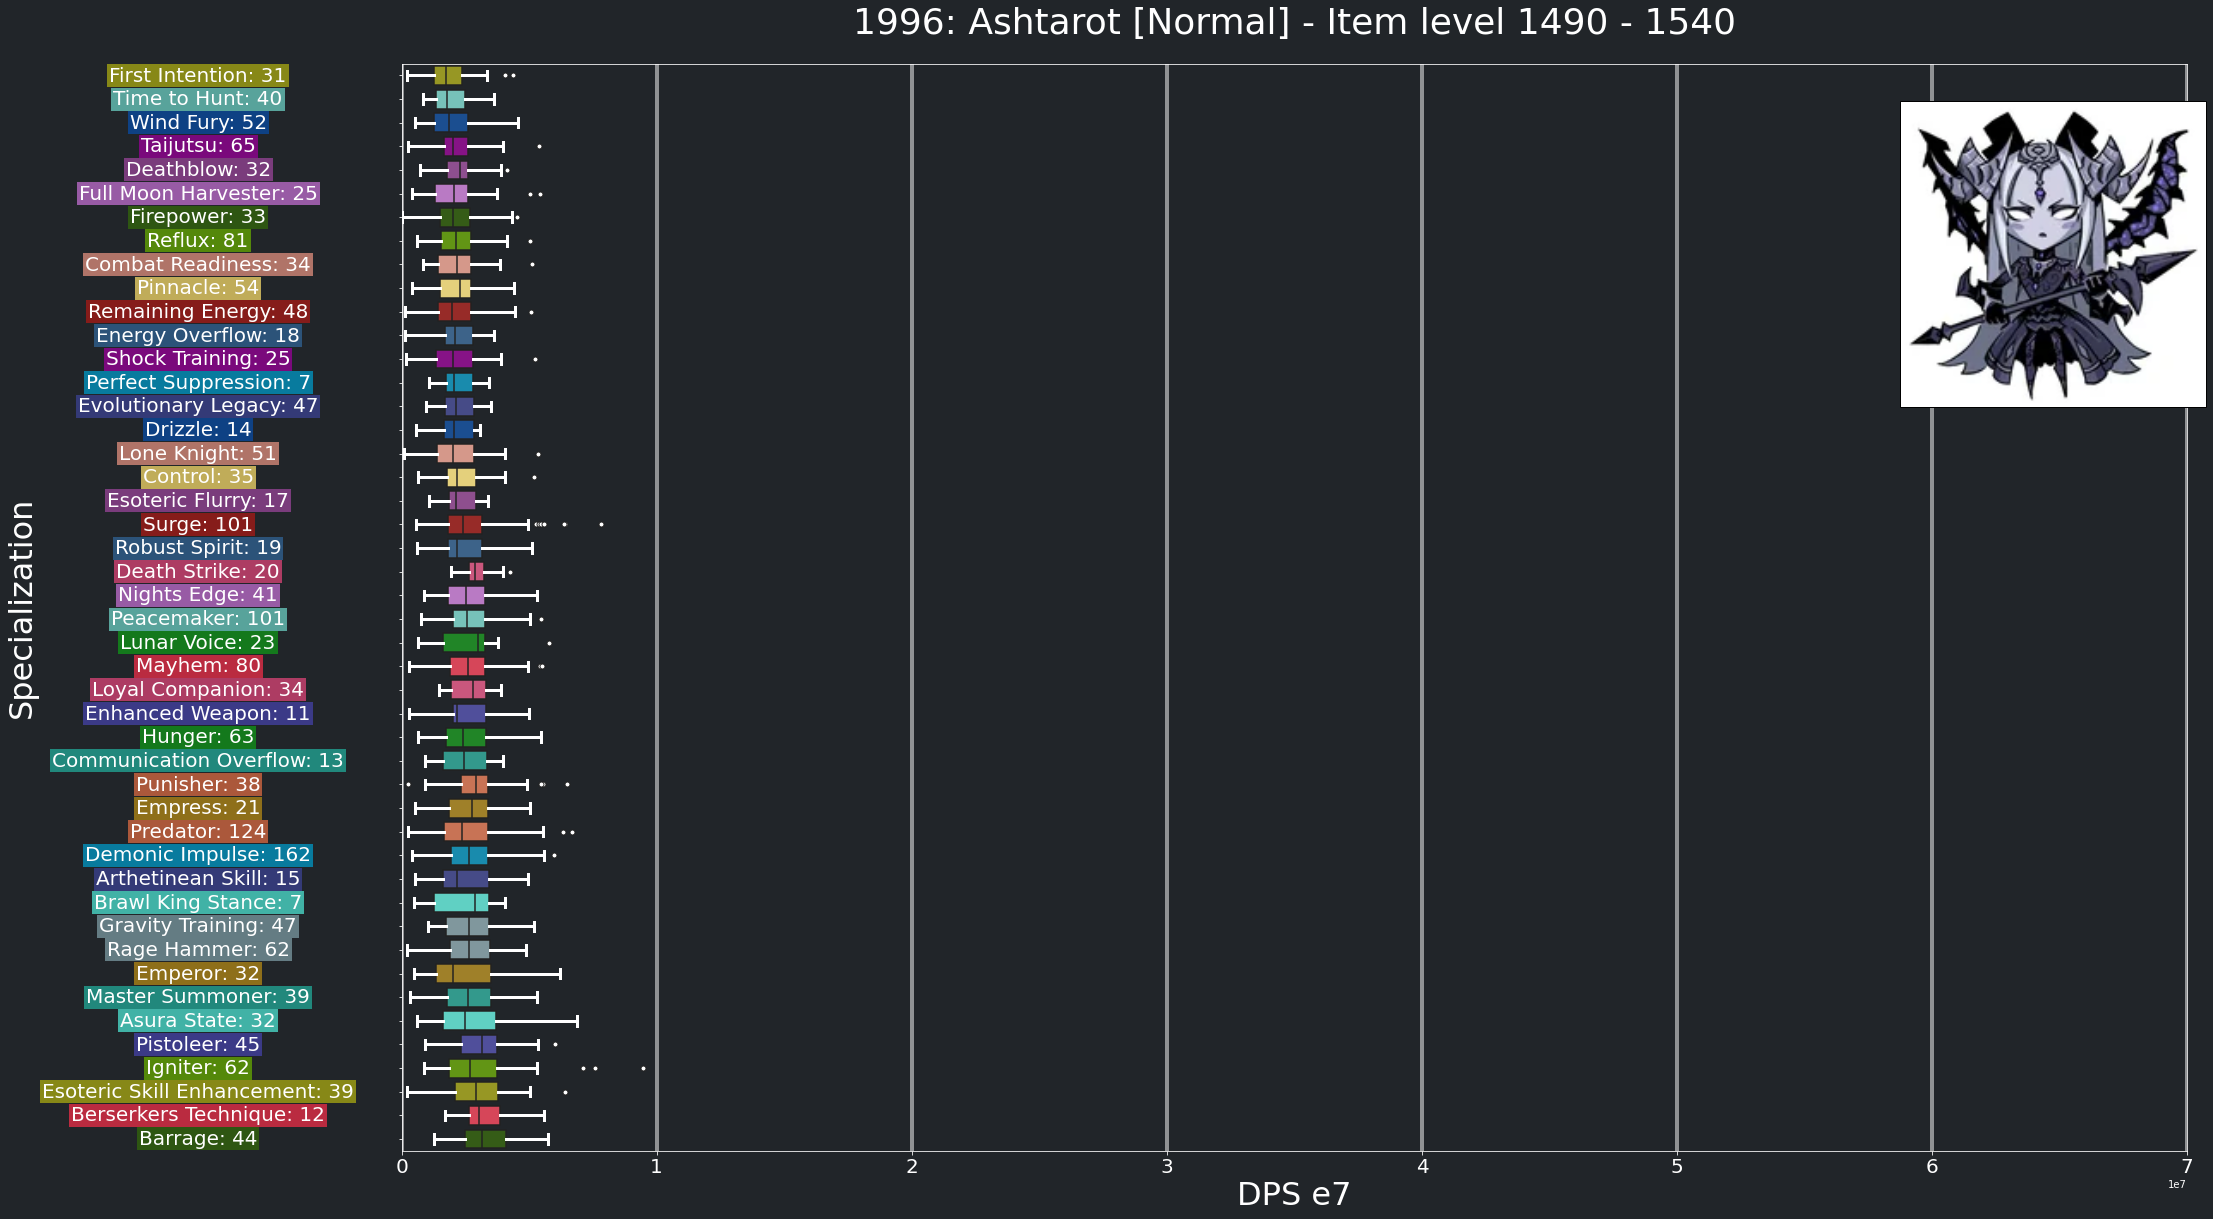 1996: Ashtarot [Normal] - Item level 1490 - 1540
First Intention: 31
Time to Hunt: 40
Wind Fury: 52
Taijutsu: 65
Deathblow: 32
Full Moon Harvester: 25
Firepower: 33
Reflux: 81
Combat Readiness: 34
Pinnacle: 54
Remaining Energy: 48
Energy Overflow: 18
Shock Training: 25
Perfect Suppression: 7
Evolutionary Legacy: 47
Drizzle: 14
Lone Knight: 51
Control: 35
Esoteric Flurry: 17
Surge: 101
Robust Spirit: 19
Death Strike: 20
Nights Edge: 41
Peacemaker: 101
Lunar Voice: 23
Mayhem: 80
Loyal Companion: 34
Enhanced Weapon: 11
Hunger: 63
Communication Overflow: 13
Punisher: 38
Empress: 21
Predator: 124
Demonic Impulse: 162
Arthetinean Skill: 15
Brawl King Stance: 7
Gravity Training: 47
Rage Hammer: 62
Emperor: 32
Master Summoner: 39
Asura State: 32
Pistoleer: 45
Igniter: 62
Esoteric Skill Enhancement: 39
Berserkers Technique: 12
Barrage: 44
Specialization
0 1 2 3 4 5 6 7
1e7
DPS e7